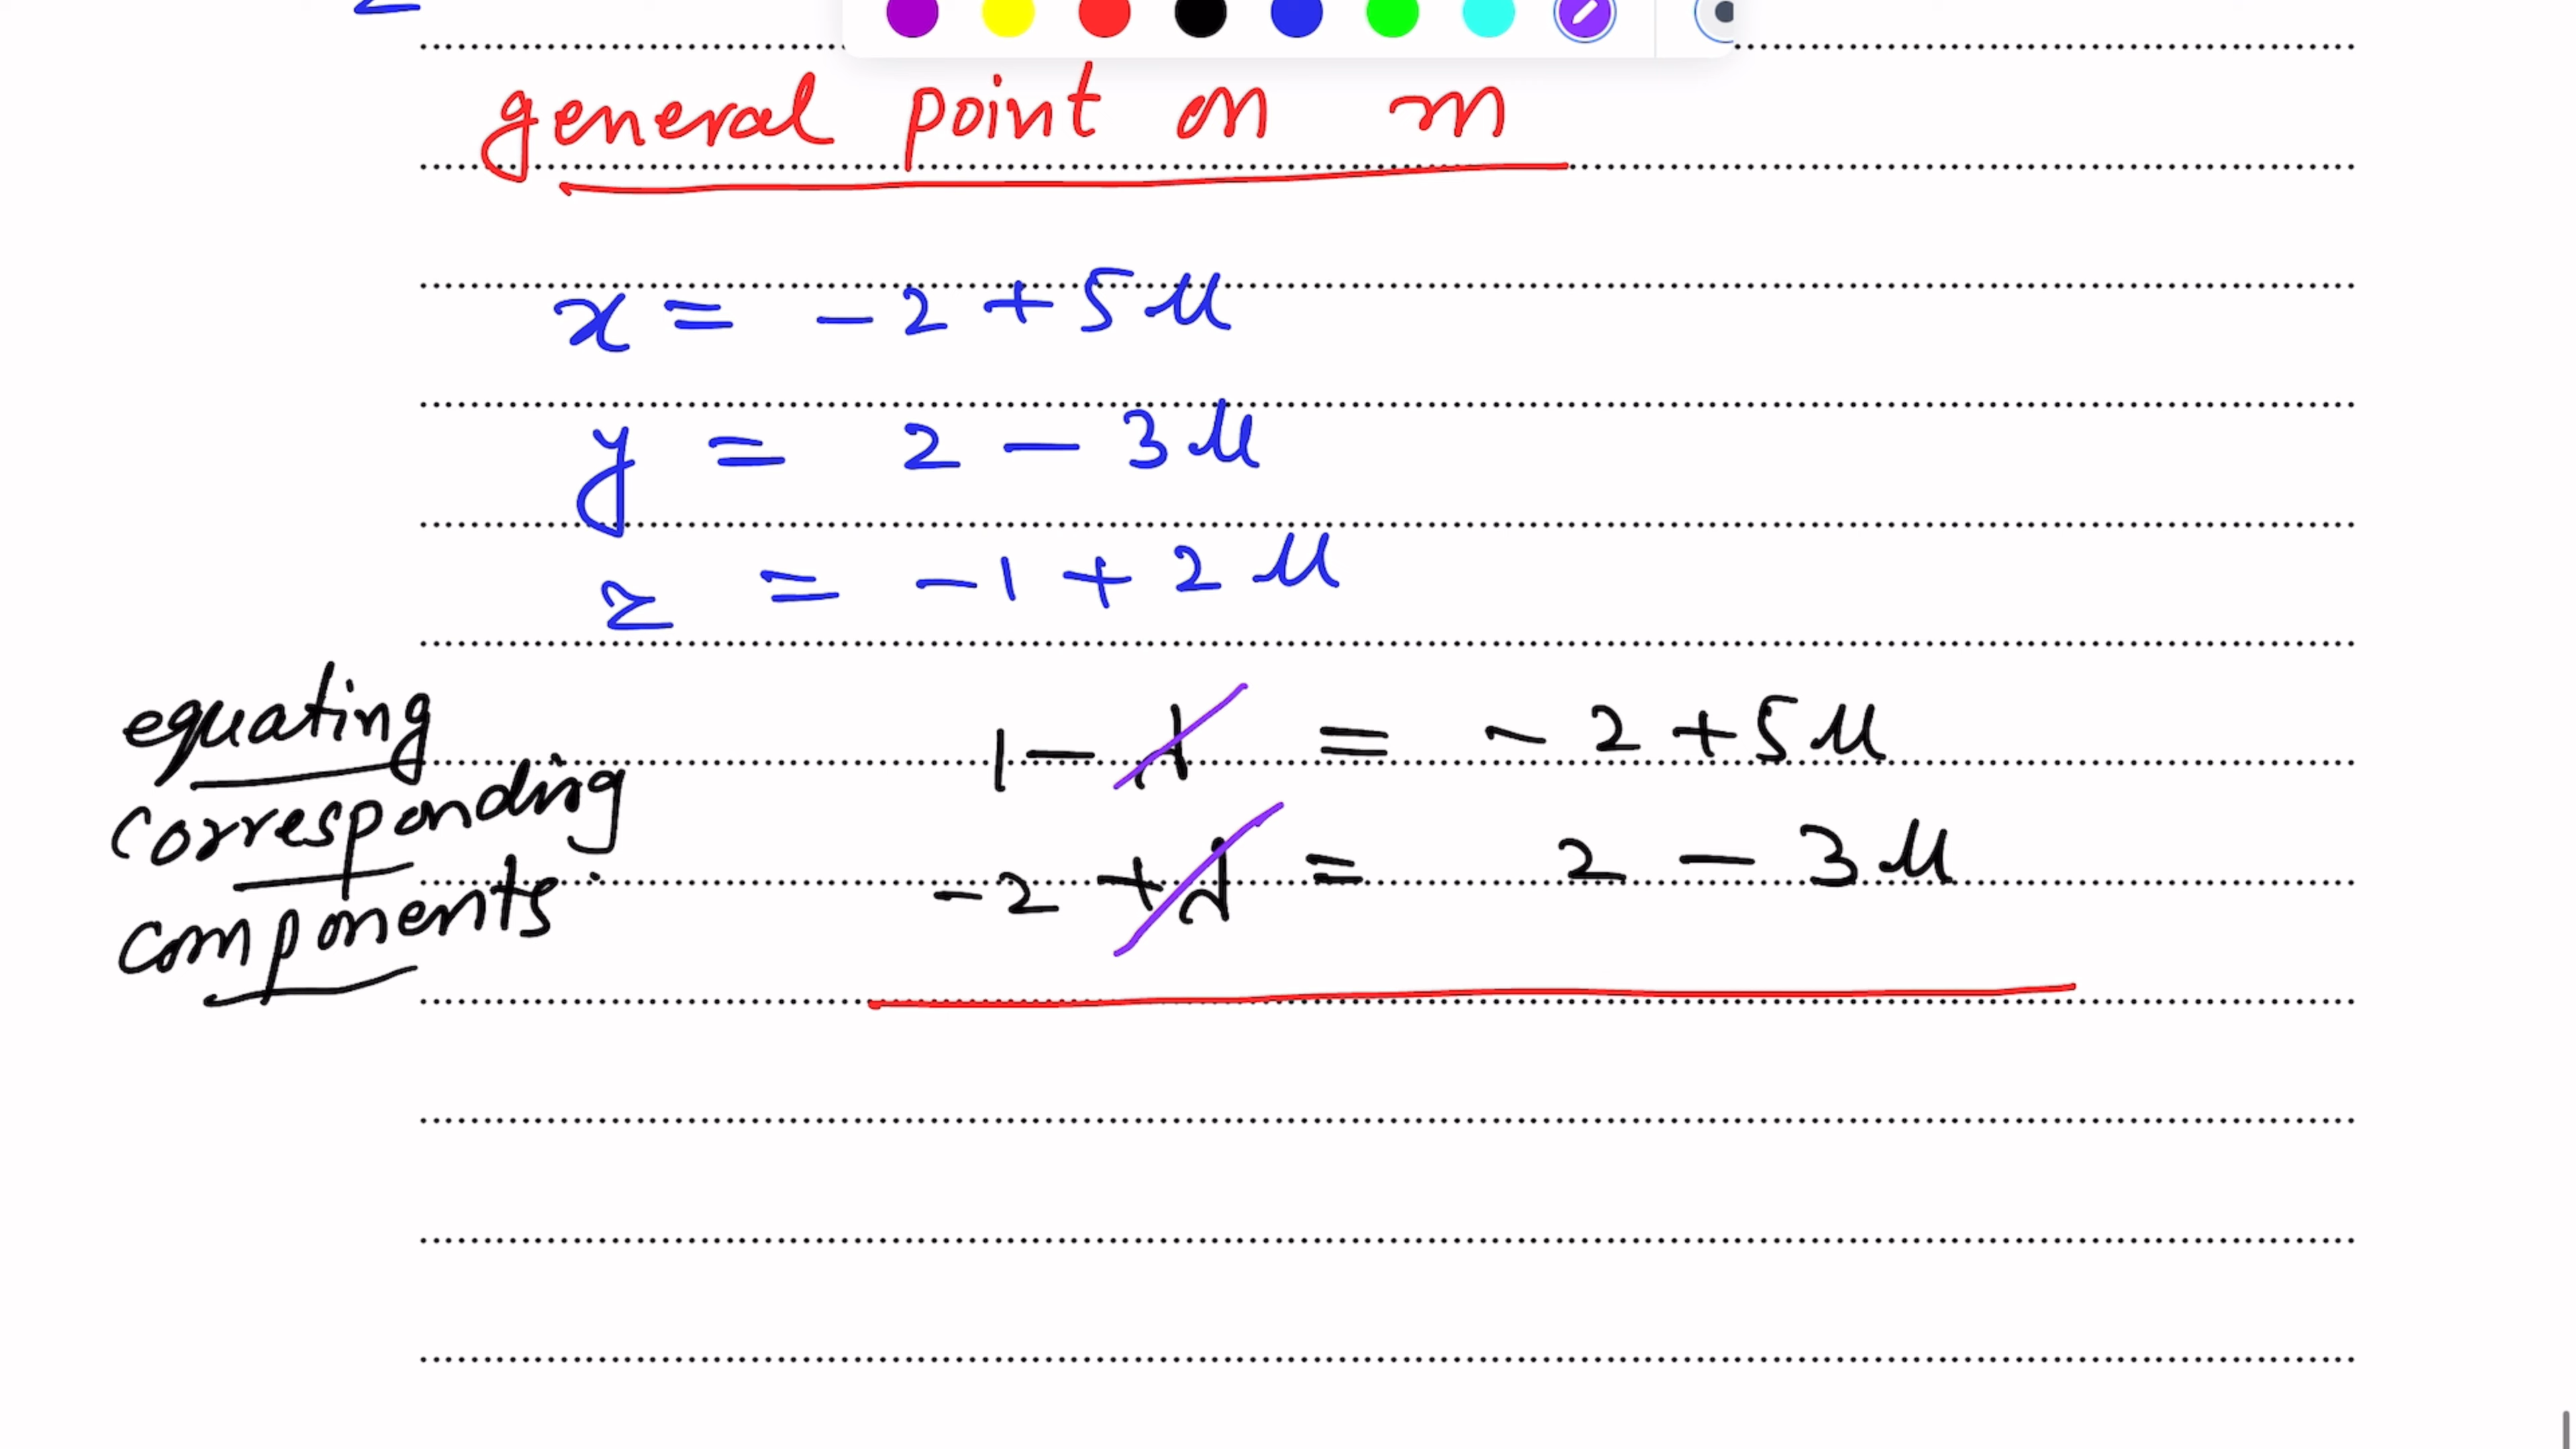 general point on m
x = -2 + 5μ
y = 2 - 3μ
z = -1 + 2μ
equating
corresponding
components.
1 - λ = -2 + 5μ
-2 + λ = 2 - 3μ